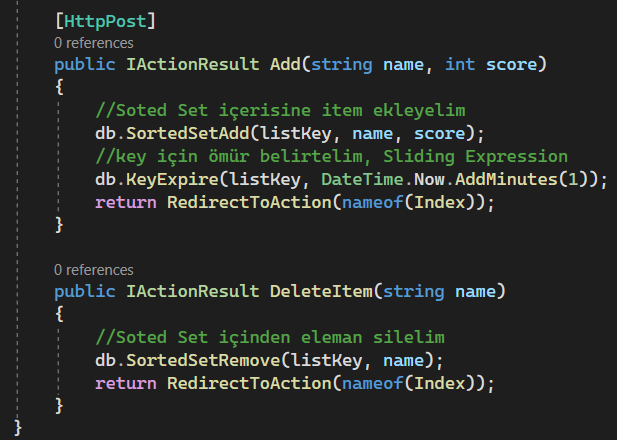 [HttpPost]
0 references
public IActionResult Add(string name, int score)
{
//Soted Set içerisine item ekleyelim
db.SortedSetAdd(listKey, name, score);
//key için ömür belirtelim, Sliding Expression
db.KeyExpire(listKey, DateTime.Now.AddMinutes(1));
return RedirectToAction(nameof(Index));
}
0 references
public IActionResult DeleteItem(string name)
{
//Soted Set içinden eleman silelim
db.SortedSetRemove(listKey, name);
return RedirectToAction(nameof(Index));
}
}